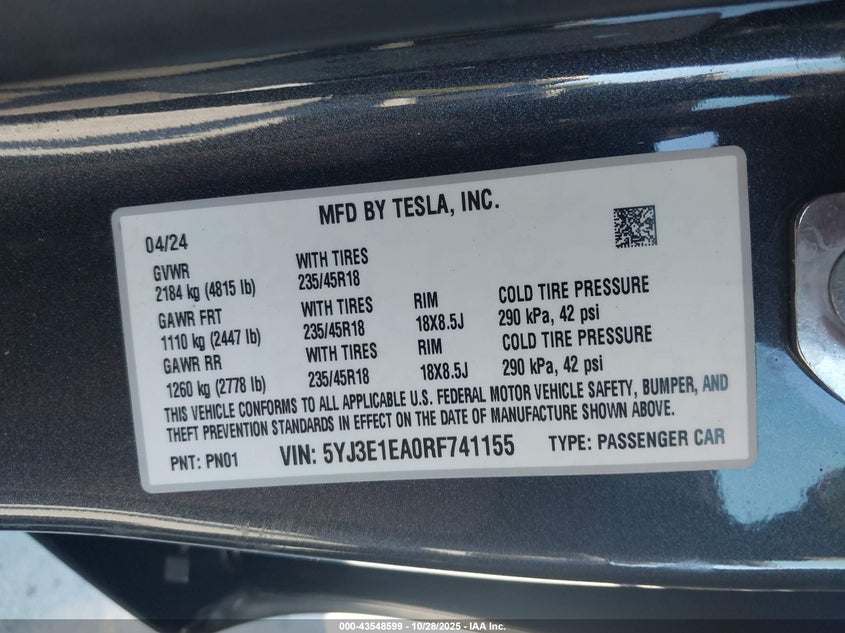 MFD BY TESLA, INC.
04/24
GVWR WITH TIRES
2184 kg (4815 lb) 235/45R18
GAWR FRT WITH TIRES RIM COLD TIRE PRESSURE
1110 kg (2447 lb) 235/45R18 18X8.5J 290 kPa, 42 psi
GAWR RR WITH TIRES RIM COLD TIRE PRESSURE
1260 kg (2778 lb) 235/45R18 18X8.5J 290 kPa, 42 psi
THIS VEHICLE CONFORMS TO ALL APPLICABLE U.S. FEDERAL MOTOR VEHICLE SAFETY, BUMPER, AND
THEFT PREVENTION STANDARDS IN EFFECT ON THE DATE OF MANUFACTURE SHOWN ABOVE.
PNT: PN01 VIN: 5YJ3E1EA0RF741155 TYPE: PASSENGER CAR
000-43548599 | 10/28/2025 | IAA Inc.